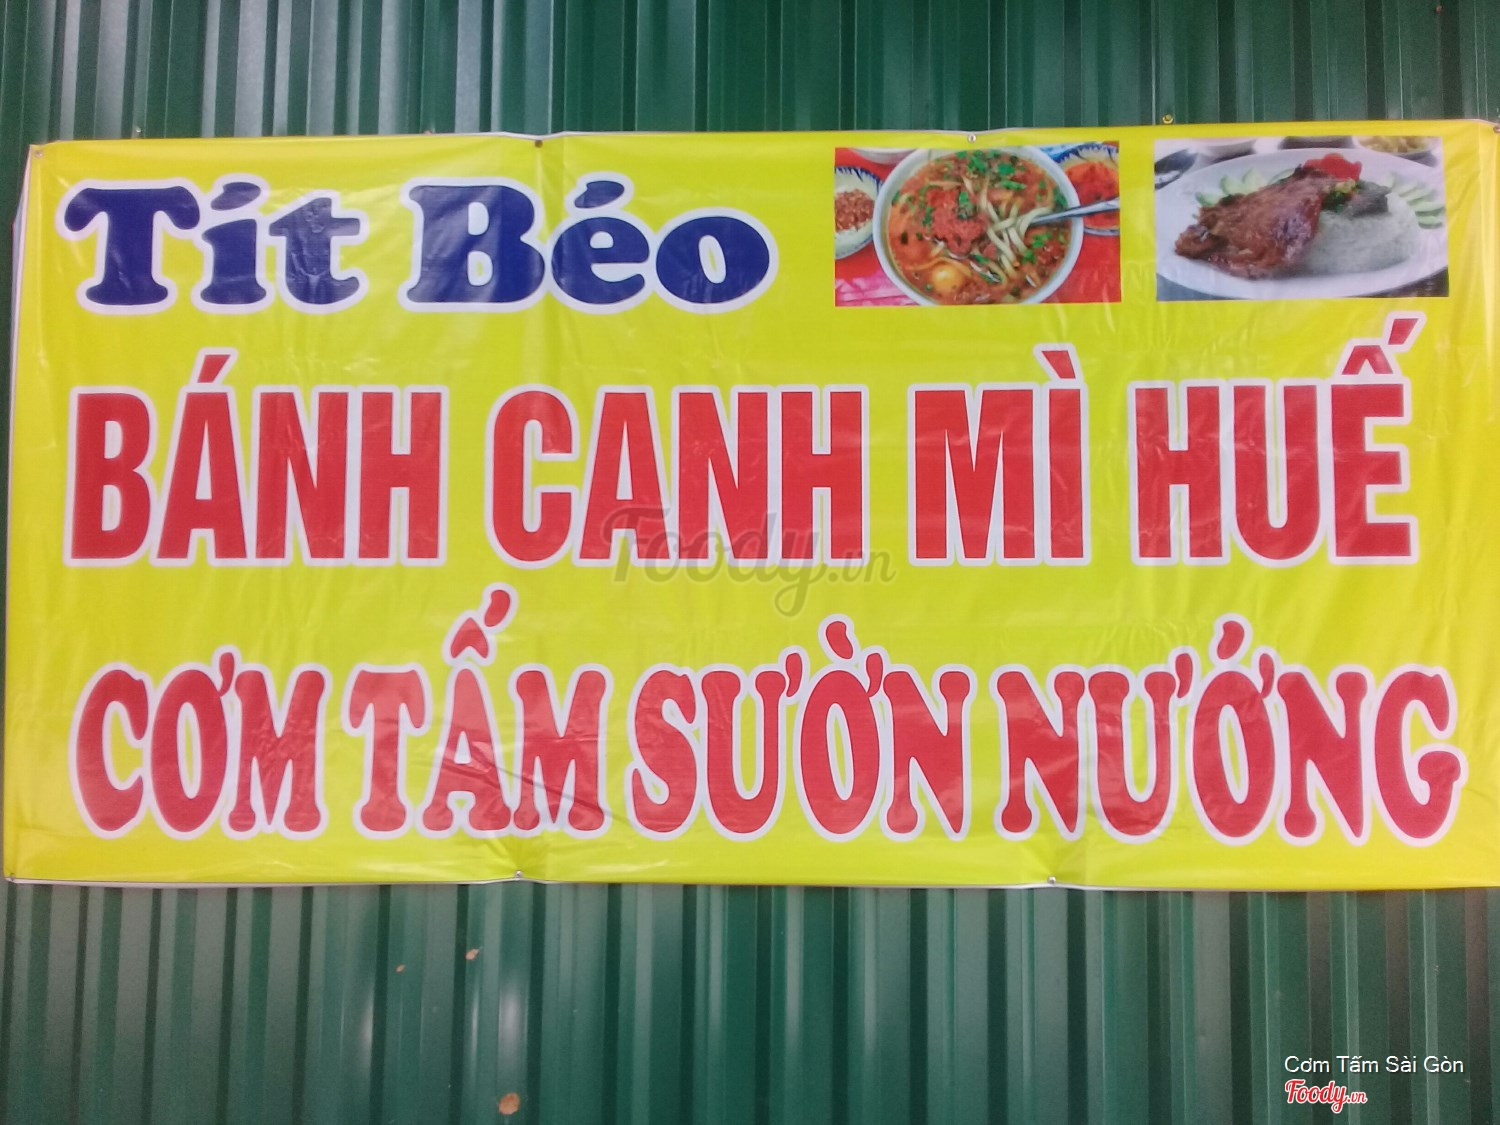 Tít Béo
BÁNH CANH MÌ HUẾ
Foody.vn
CƠM TẤM SƯỜN NƯỚNG
Cơm Tấm Sài Gòn
Foody.vn